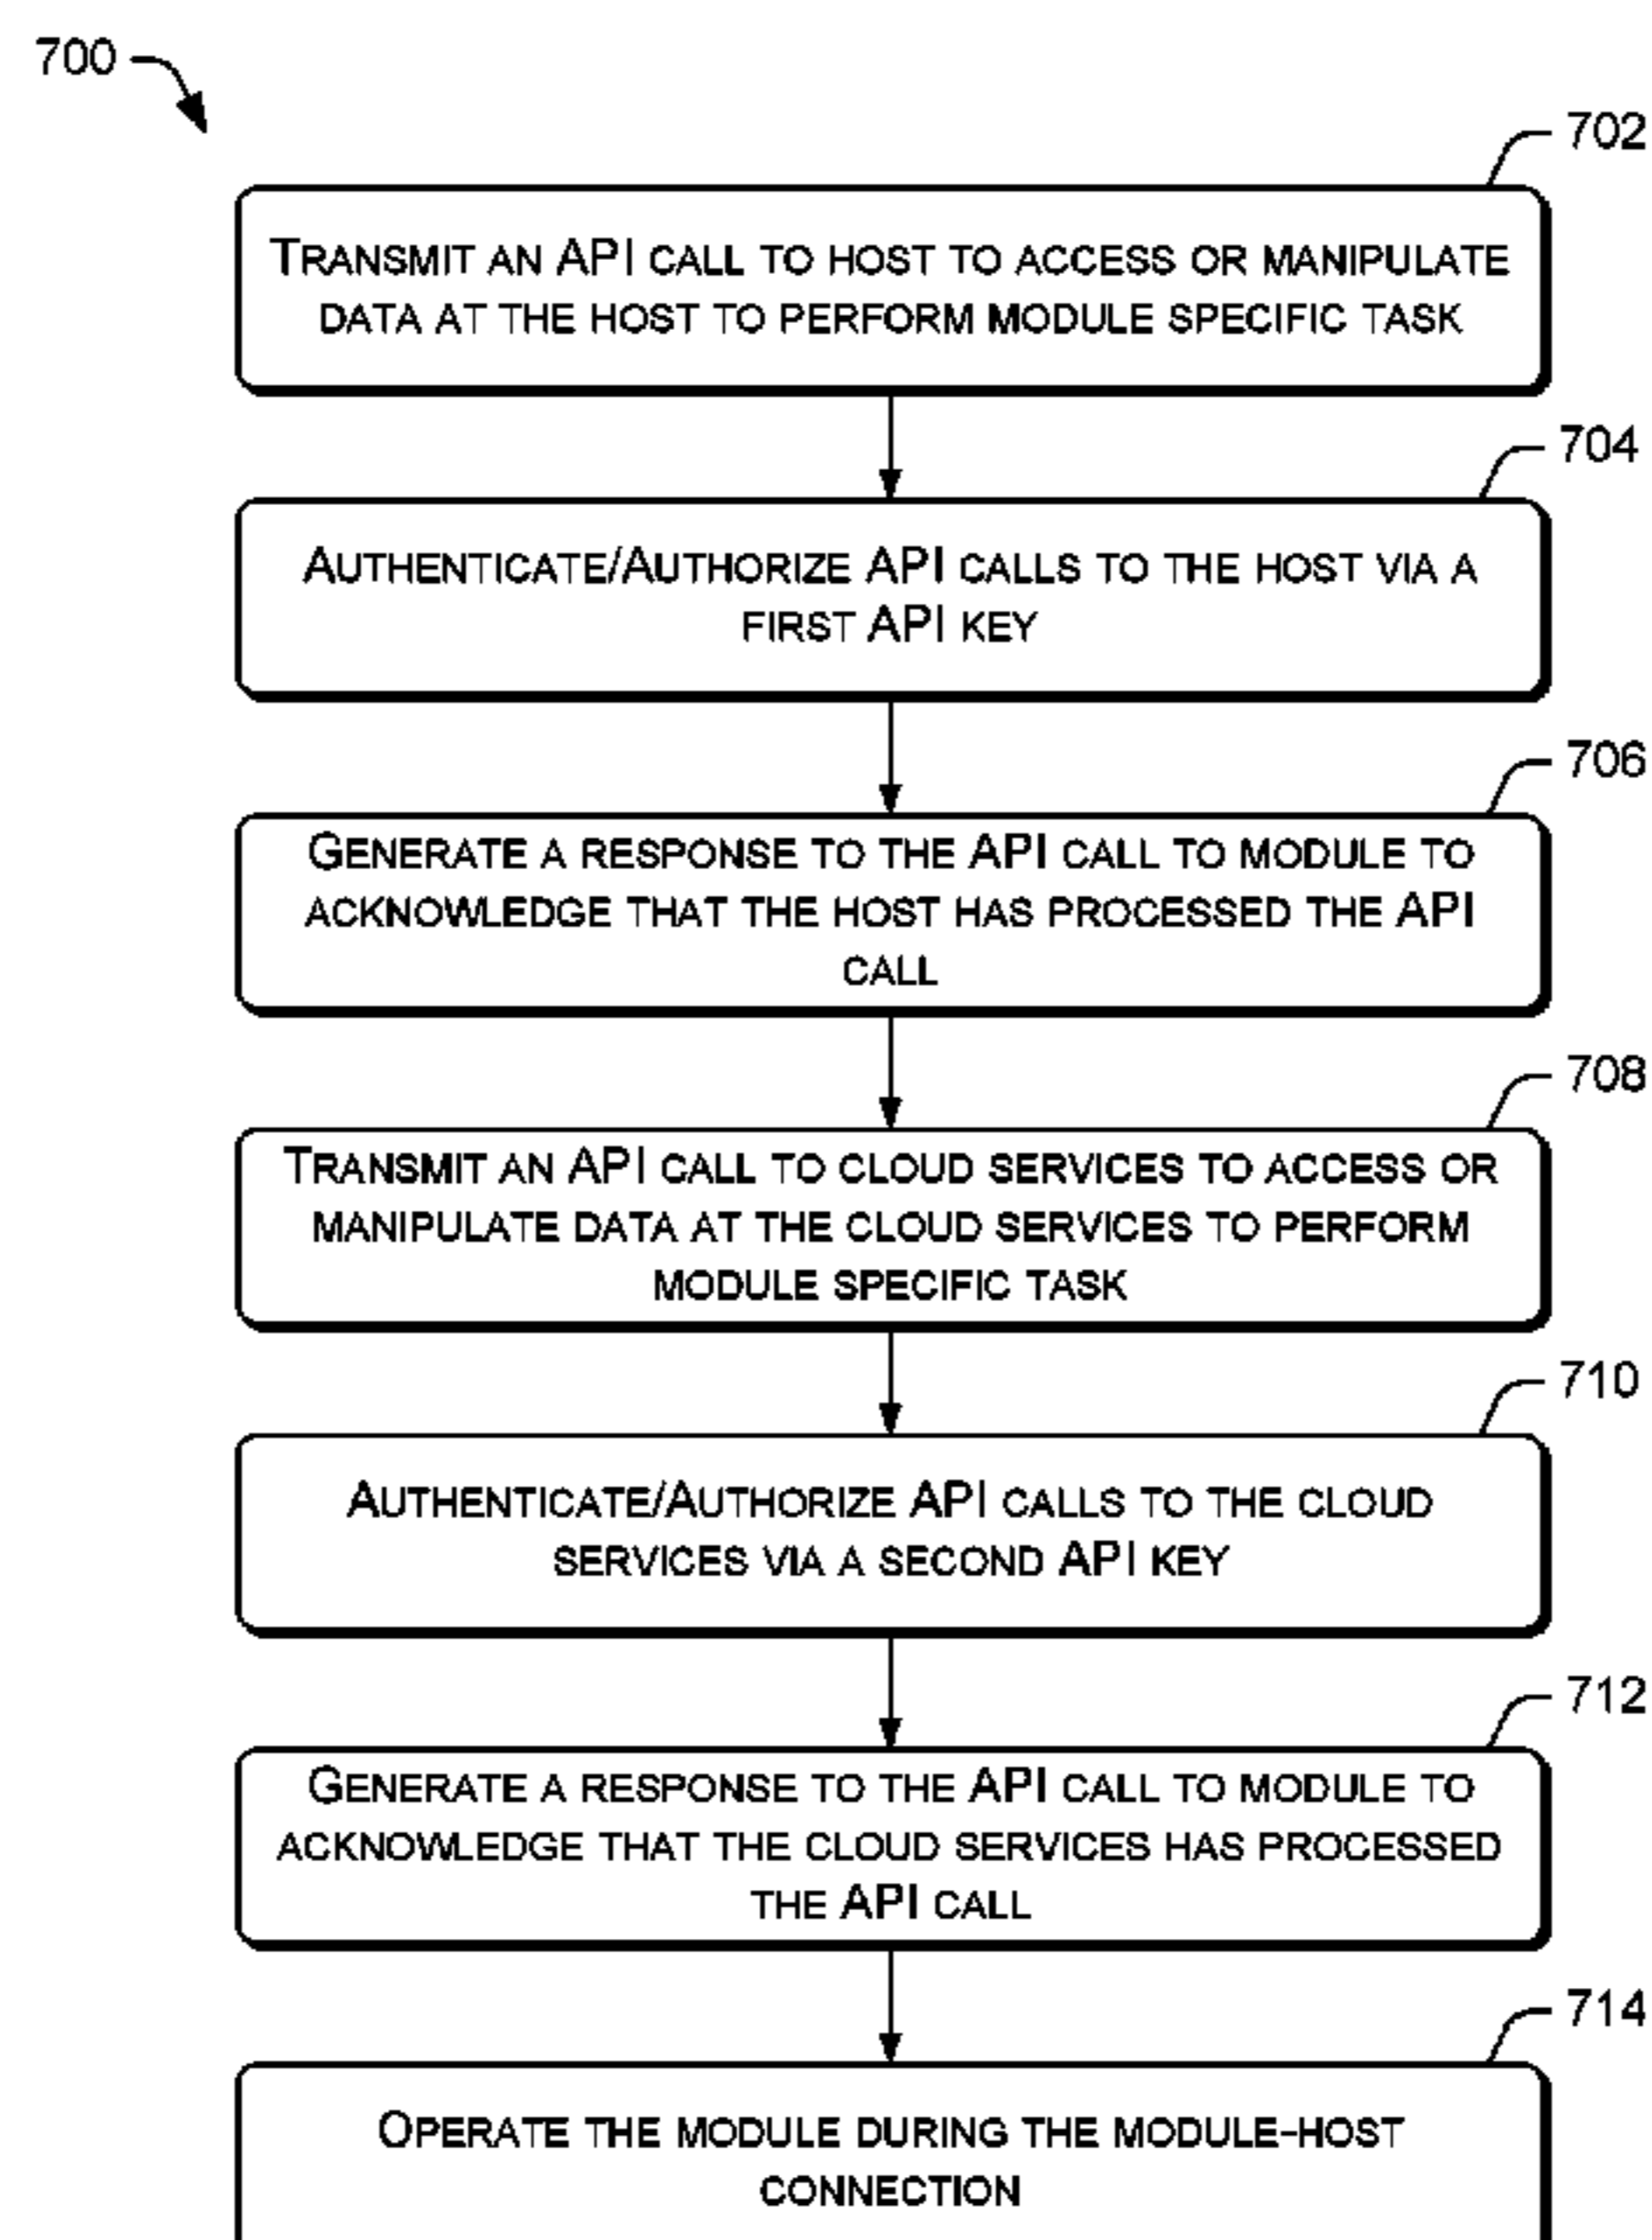 700
702
TRANSMIT AN API CALL TO HOST TO ACCESS OR MANIPULATE
DATA AT THE HOST TO PERFORM MODULE SPECIFIC TASK
704
AUTHENTICATE/AUTHORIZE API CALLS TO THE HOST VIA A
FIRST API KEY
706
GENERATE A RESPONSE TO THE API CALL TO MODULE TO
ACKNOWLEDGE THAT THE HOST HAS PROCESSED THE API
CALL
708
TRANSMIT AN API CALL TO CLOUD SERVICES TO ACCESS OR
MANIPULATE DATA AT THE CLOUD SERVICES TO PERFORM
MODULE SPECIFIC TASK
710
AUTHENTICATE/AUTHORIZE API CALLS TO THE CLOUD
SERVICES VIA A SECOND API KEY
712
GENERATE A RESPONSE TO THE API CALL TO MODULE TO
ACKNOWLEDGE THAT THE CLOUD SERVICES HAS PROCESSED
THE API CALL
714
OPERATE THE MODULE DURING THE MODULE-HOST
CONNECTION